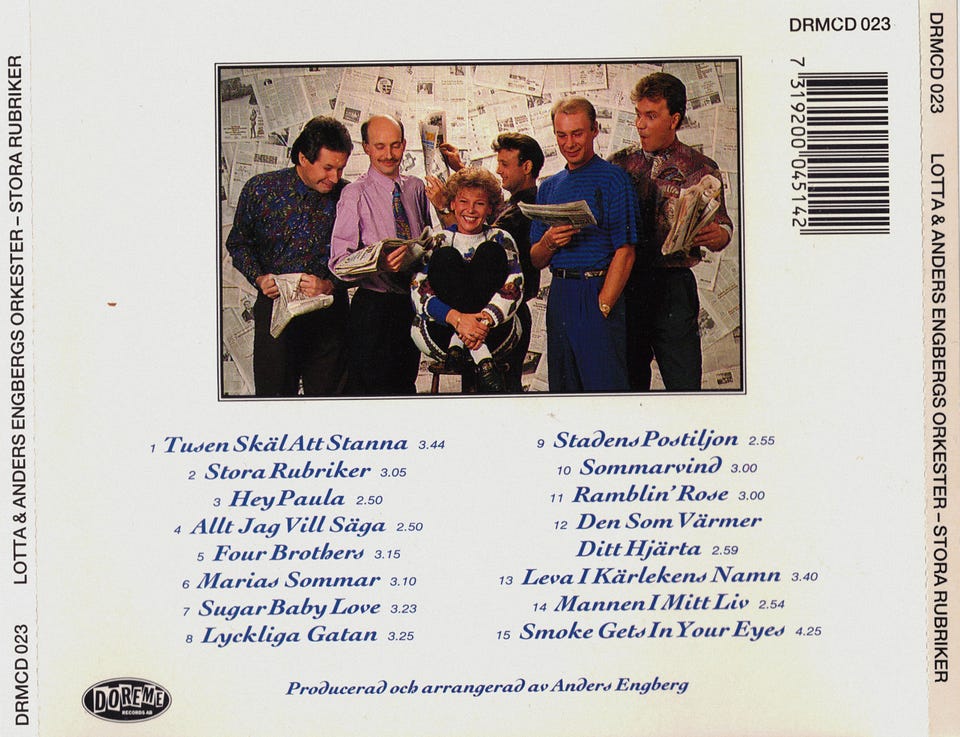 DRMCD 023
7 319200 045142
LOTTA & ANDERS ENGBERGS ORKESTER – STORA RUBRIKER
DRMCD 023
DRMCD 023
LOTTA & ANDERS ENGBERGS ORKESTER – STORA RUBRIKER
1 Tusen Skäl Att Stanna 3.44
2 Stora Rubriker 3.05
3 Hey Paula 2.50
4 Allt Jag Vill Säga 2.50
5 Four Brothers 3.15
6 Marias Sommar 3.10
7 Sugar Baby Love 3.23
8 Lyckliga Gatan 3.25
9 Stadens Postiljon 2.55
10 Sommarvind 3.00
11 Ramblin' Rose 3.00
12 Den Som Värmer
Ditt Hjärta 2.59
13 Leva I Kärlekens Namn 3.40
14 Mannen I Mitt Liv 2.54
15 Smoke Gets In Your Eyes 4.25
Producerad och arrangerad av Anders Engberg
DOREME
RECORDS AB